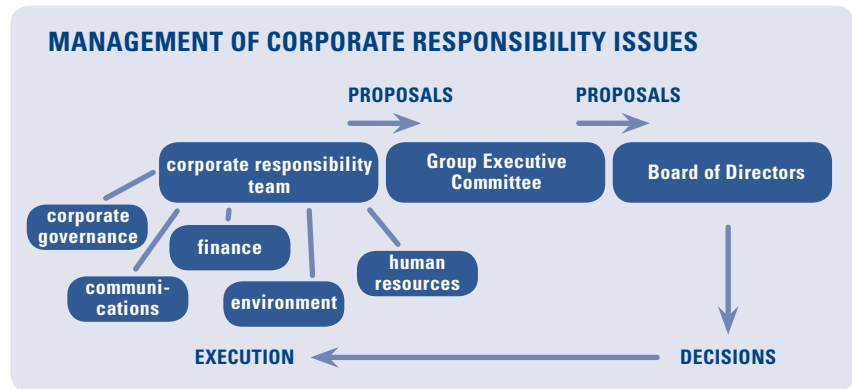 MANAGEMENT OF CORPORATE RESPONSIBILITY ISSUES
PROPOSALS
PROPOSALS
corporate responsibility
team
Group Executive
Committee
Board of Directors
corporate
governance
finance
human
resources
communi-
cations
environment
EXECUTION
DECISIONS